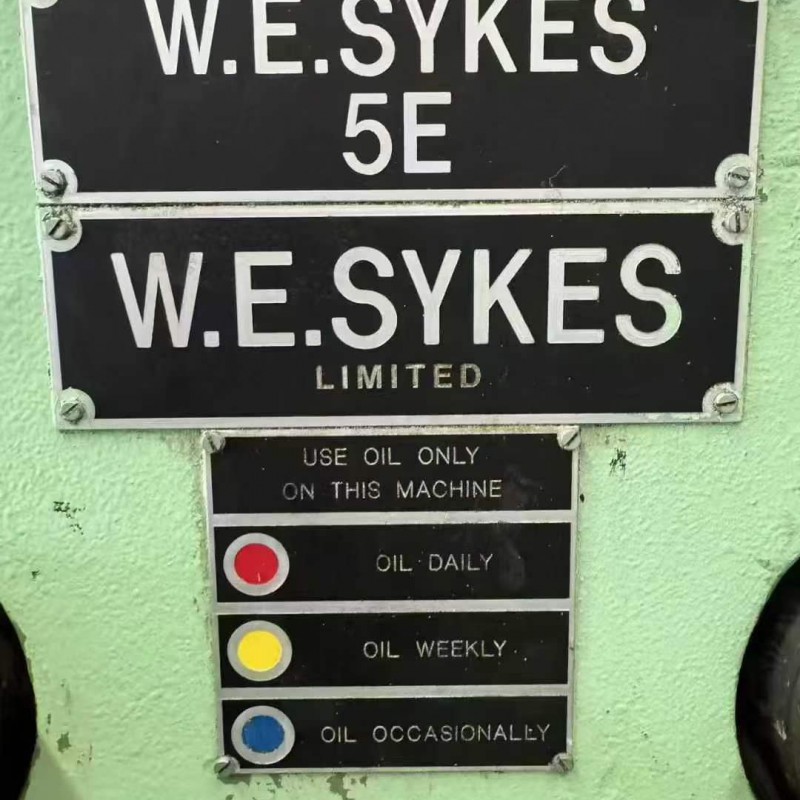 W.E.SYKES
5E
W.E.SYKES
LIMITED
USE OIL ONLY
ON THIS MACHINE
OIL DAILY
OIL WEEKLY
OIL OCCASIONALLY